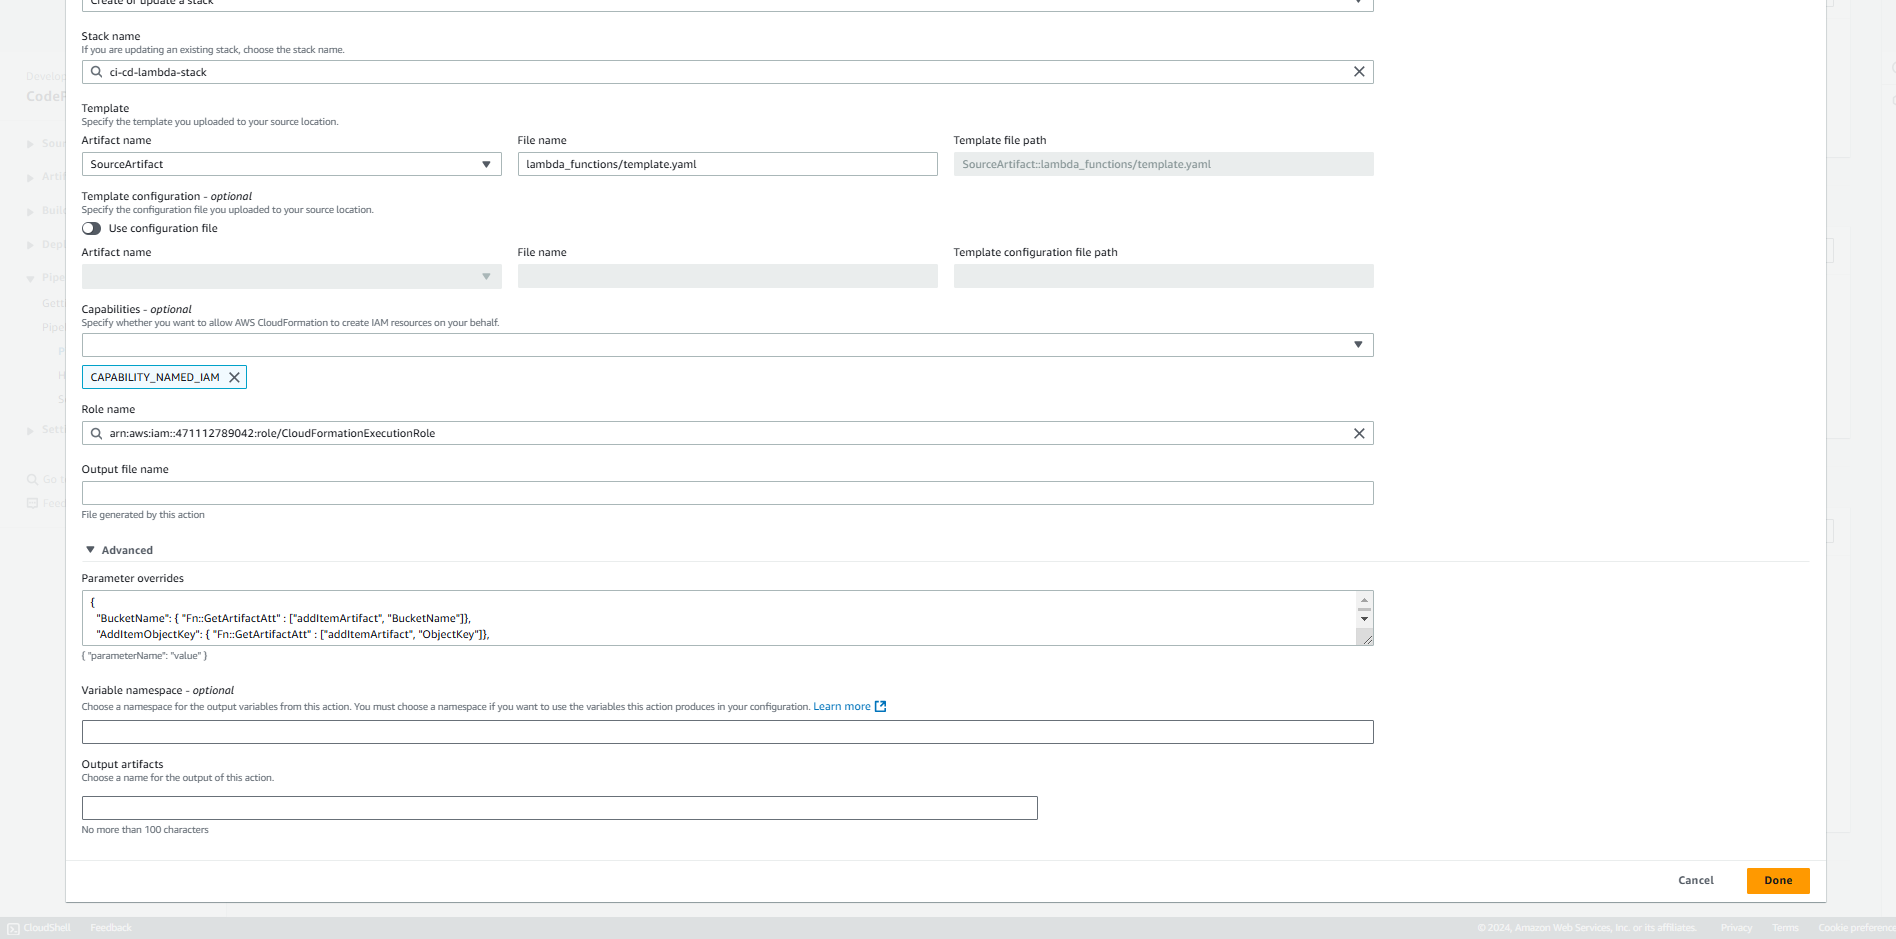 Create or update a stack
Stack name
If you are updating an existing stack, choose the stack name.
ci-cd-lambda-stack
Template
Specify the template you uploaded to your source location.
Artifact name
File name
Template file path
SourceArtifact
lambda_functions/template.yaml
SourceArtifact::lambda_functions/template.yaml
Template configuration - optional
Specify the configuration file you uploaded to your source location.
Use configuration file
Artifact name
File name
Template configuration file path
Capabilities - optional
Specify whether you want to allow AWS CloudFormation to create IAM resources on your behalf.
CAPABILITY_NAMED_IAM
Role name
arn:aws:iam::471112789042:role/CloudFormationExecutionRole
Output file name
File generated by this action
Advanced
Parameter overrides
{
"BucketName": { "Fn::GetArtifactAtt" : ["addItemArtifact", "BucketName"]},
"AddItemObjectKey": { "Fn::GetArtifactAtt" : ["addItemArtifact", "ObjectKey"]},
{ "parameterName": "value" }
Variable namespace - optional
Choose a namespace for the output variables from this action. You must choose a namespace if you want to use the variables this action produces in your configuration. Learn more
Output artifacts
Choose a name for the output of this action.
No more than 100 characters
Cancel
Done
CloudShell
Feedback
© 2024, Amazon Web Services, Inc. or its affiliates.
Privacy
Terms
Cookie preference